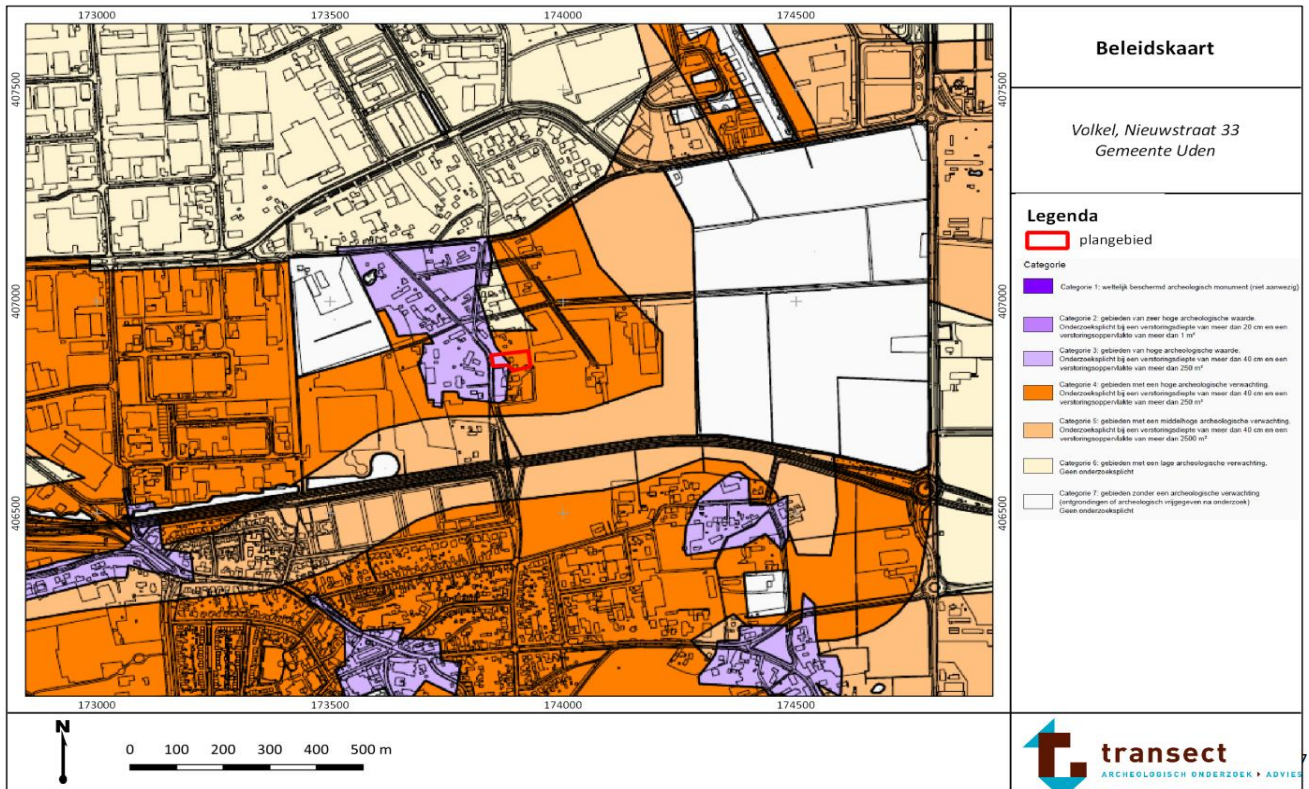 173000 173500 174000 174500
407500 407500
407000 407000
406500 406500
173000 173500 174000 174500
N
0 100 200 300 400 500 m
Beleidskaart
Volkel, Nieuwstraat 33
Gemeente Uden
Legenda
plangebied
Categorie
Categorie 1: wettelijk beschermd archeologisch monument (niet aanwezig)
Categorie 2: gebieden van zeer hoge archeologische waarde.
Onderzoeksplicht bij een verstoringsdiepte van meer dan 20 cm en een
verstoringsoppervlakte van meer dan 1 m²
Categorie 3: gebieden van hoge archeologische waarde.
Onderzoeksplicht bij een verstoringsdiepte van meer dan 40 cm en een
verstoringsoppervlakte van meer dan 250 m²
Categorie 4: gebieden met een hoge archeologische verwachting.
Onderzoeksplicht bij een verstoringsdiepte van meer dan 40 cm en een
verstoringsoppervlakte van meer dan 250 m²
Categorie 5: gebieden met een middelhoge archeologische verwachting.
Onderzoeksplicht bij een verstoringsdiepte van meer dan 40 cm en een
verstoringsoppervlakte van meer dan 2500 m²
Categorie 6: gebieden met een lage archeologische verwachting.
Geen onderzoeksplicht
Categorie 7: gebieden zonder een archeologische verwachting
(ontgrondingen of archeologisch vrijgegeven na onderzoek)
Geen onderzoeksplicht
transect
ARCHEOLOGISCH ONDERZOEK ▸ ADVIES
7